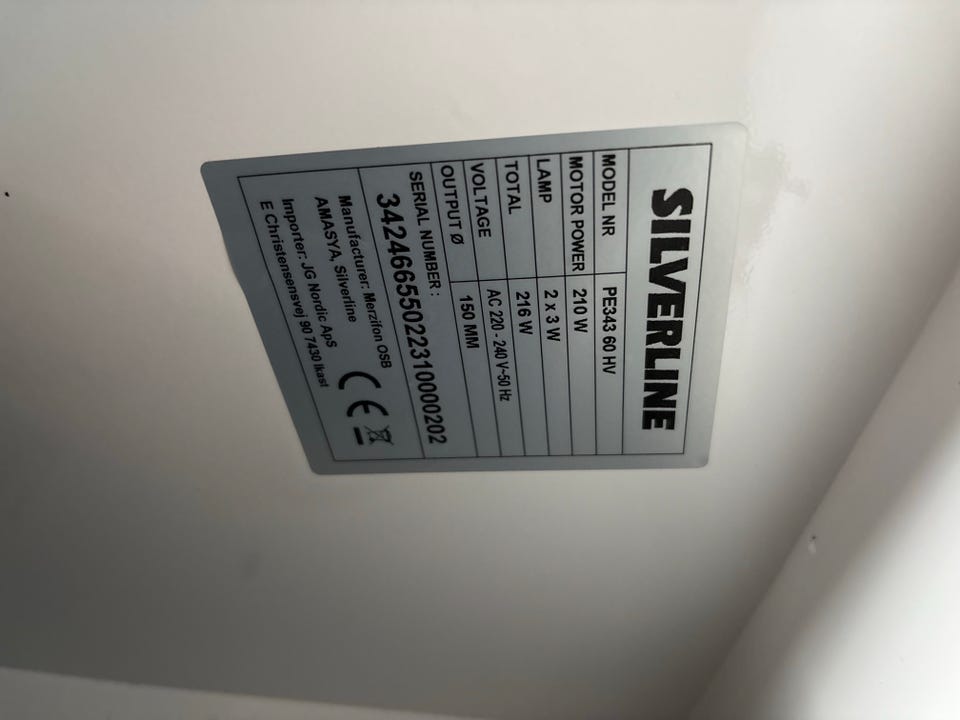 SILVERLINE
MODEL NR PE343 60 HV
MOTOR POWER 210 W
LAMP 2 x 3 W
TOTAL 216 W
VOLTAGE AC 220 - 240 V~50 Hz
OUTPUT Ø 150 MM
SERIAL NUMBER :
34246655022310000202
Manufacturer: Merzifon OSB
AMASYA, Silverline
Importer: JG Nordic ApS
E Christensensvej 90 7430 Ikast
CE